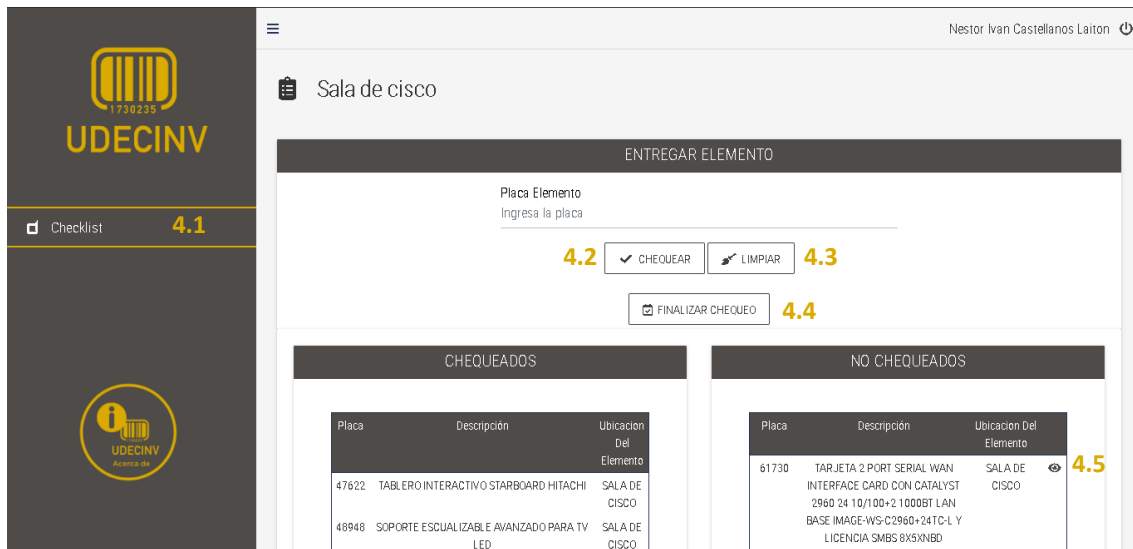 Nestor Ivan Castellanos Laiton
1730235
UDECINV
Sala de cisco
ENTREGAR ELEMENTO
Placa Elemento
Ingresa la placa
Checklist 4.1
4.2 CHEQUEAR LIMPIAR 4.3
FINALIZAR CHEQUEO 4.4
CHEQUEADOS
Placa Descripción Ubicacion
Del
Elemento
47622 TABLERO INTERACTIVO STARBOARD HITACHI SALA DE
CISCO
48948 SOPORTE ESCUALIZABLE AVANZADO PARA TV SALA DE
LED CISCO
NO CHEQUEADOS
Placa Descripción Ubicacion Del
Elemento
61730 TARJETA 2 PORT SERIAL WAN SALA DE 4.5
INTERFACE CARD CON CATALYST CISCO
2960 24 10/100+2 1000BT LAN
BASE IMAGE-WS-C2960+24TC-L Y
LICENCIA SMBS 8X5XNBD
UDECINV
Acerca de